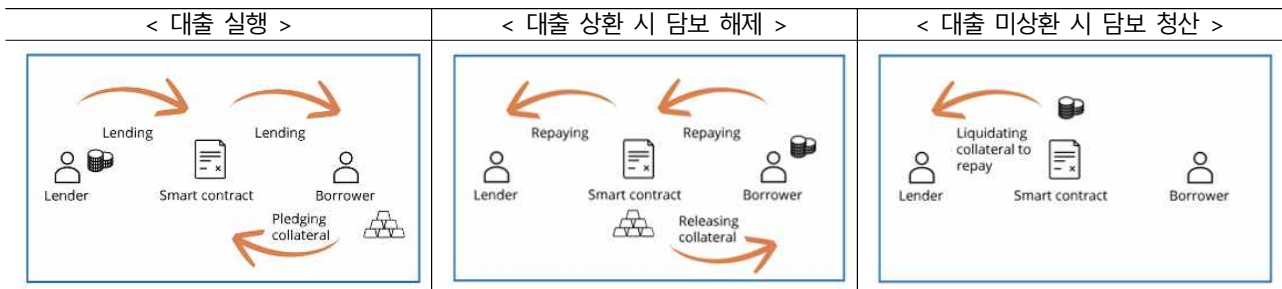 < 대출 실행 >
Lending
Lending
Lender
Smart contract
Borrower
Pledging
collateral
< 대출 상환 시 담보 해제 >
Repaying
Repaying
Lender
Smart contract
Borrower
Releasing
collateral
< 대출 미상환 시 담보 청산 >
Liquidating
collateral to
repay
Lender
Smart contract
Borrower